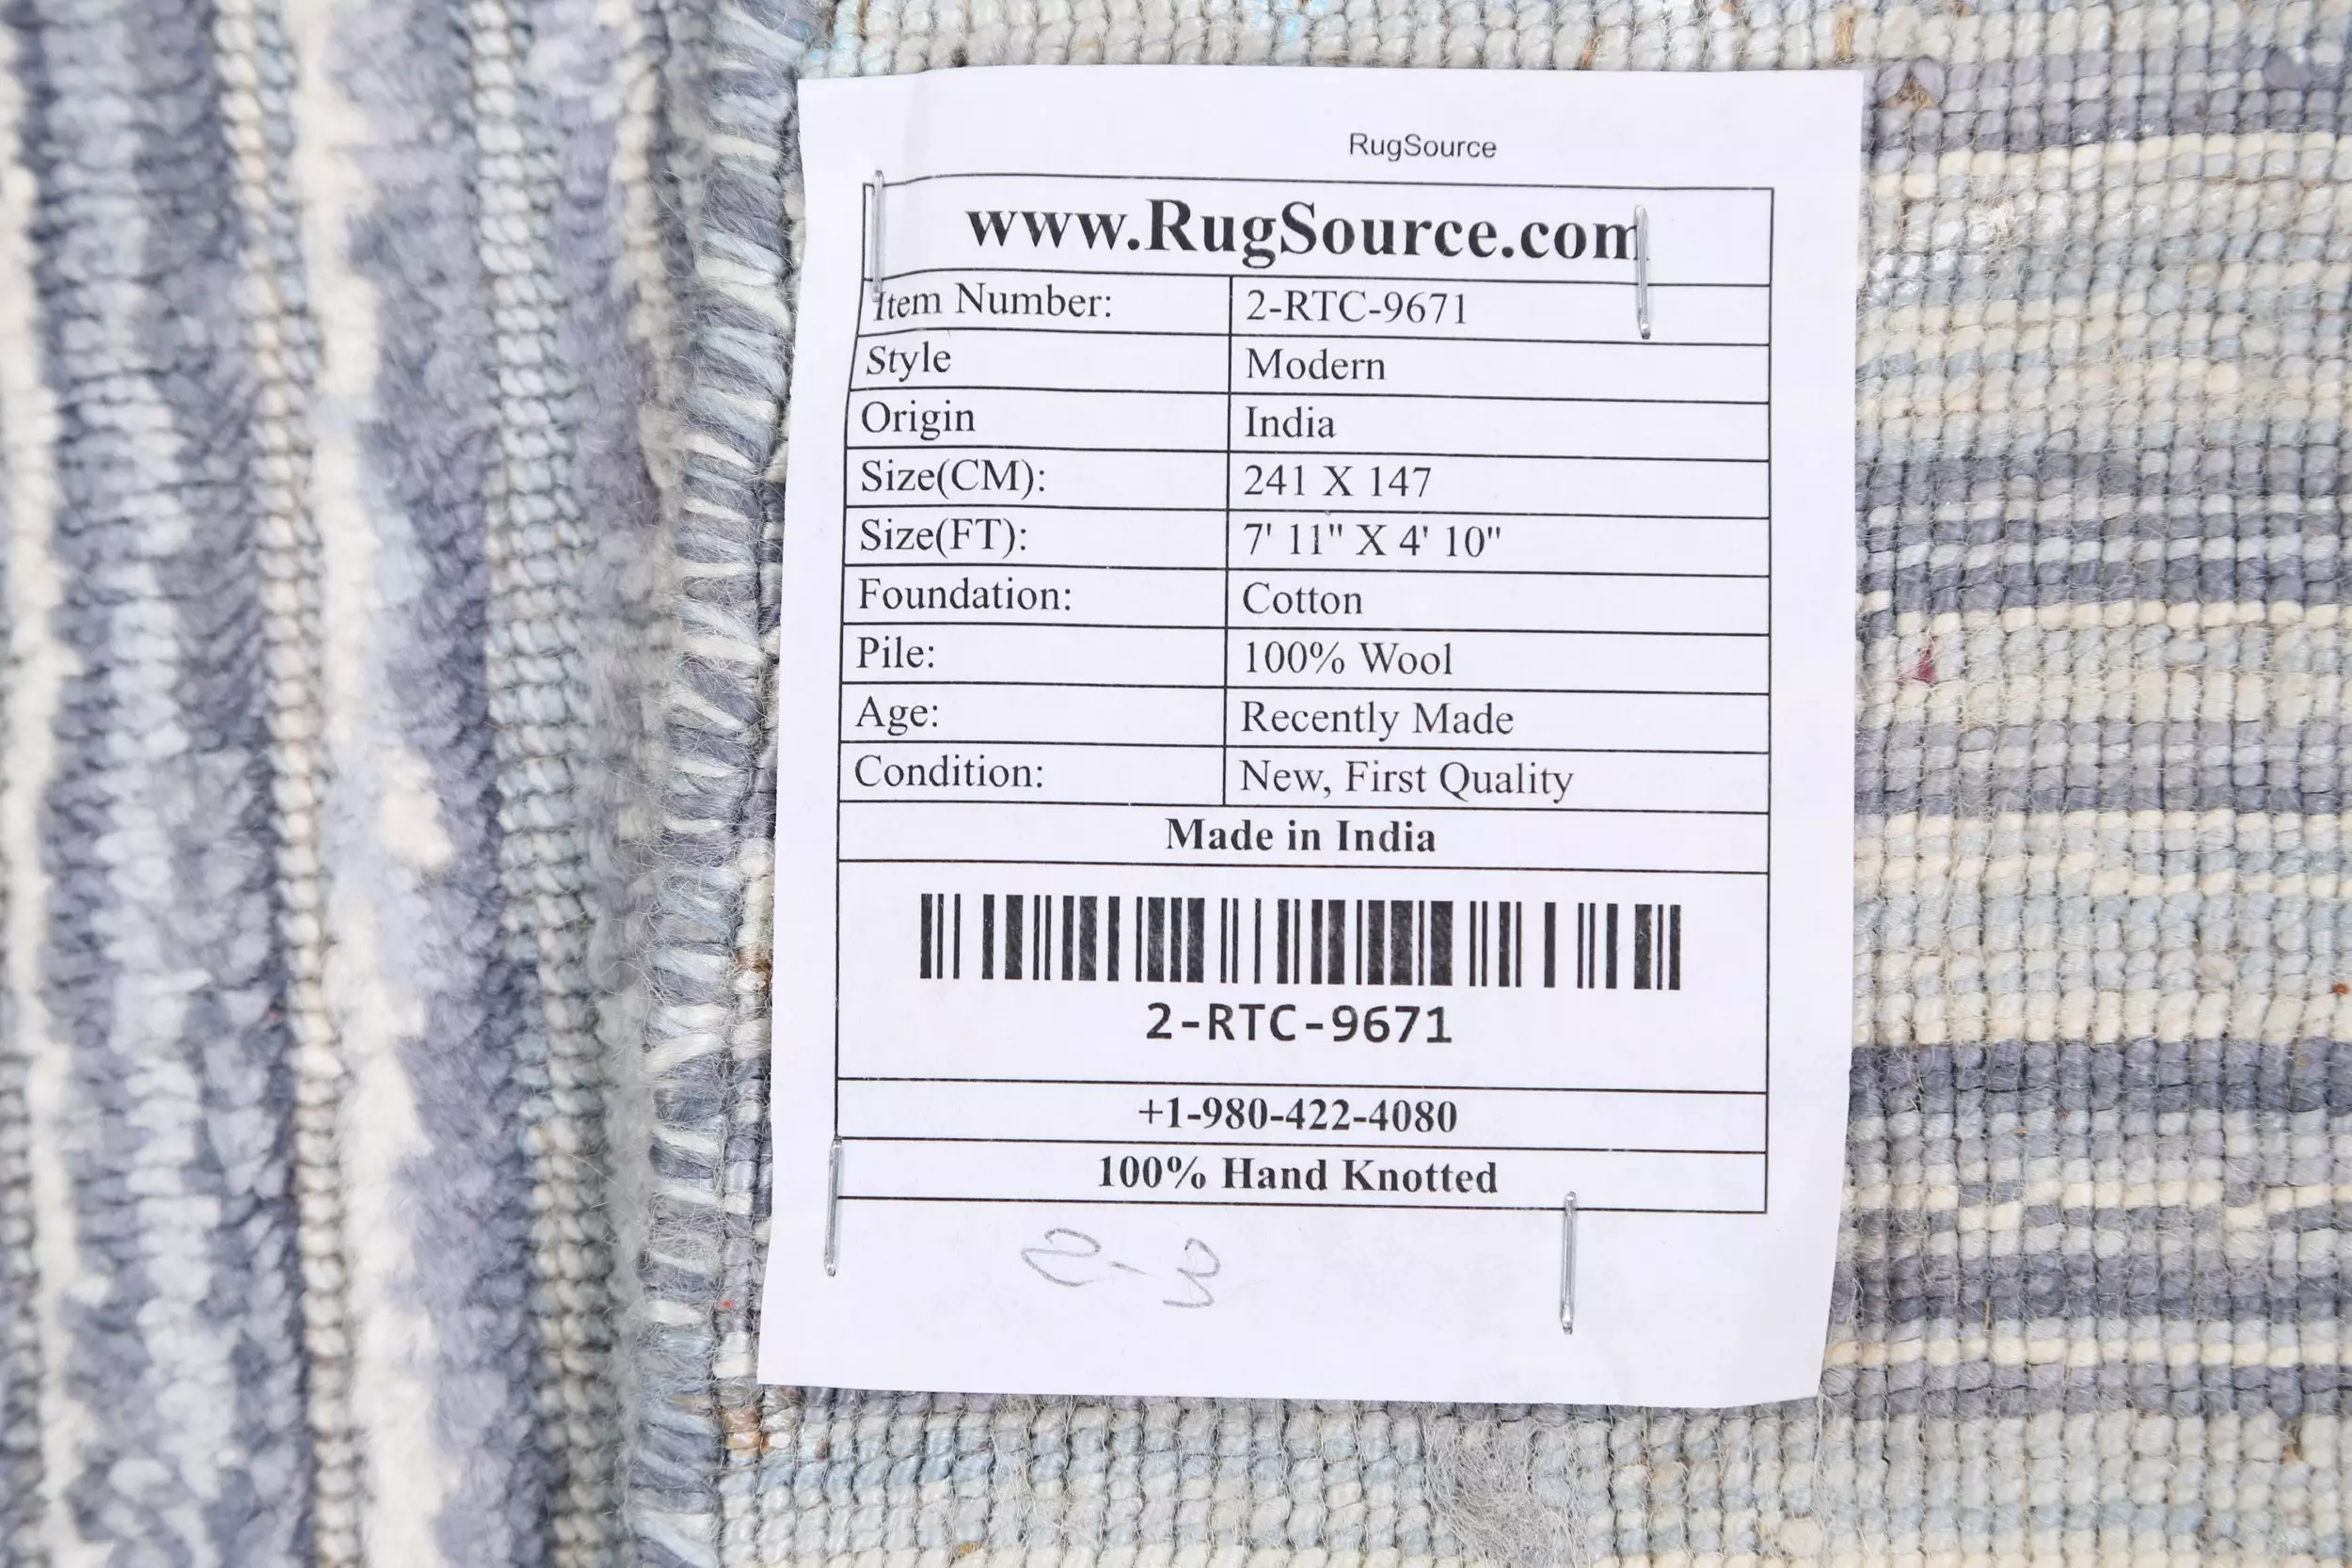 RugSource
www.RugSource.com
Item Number: 2-RTC-9671
Style Modern
Origin India
Size(CM): 241 X 147
Size(FT): 7' 11" X 4' 10"
Foundation: Cotton
Pile: 100% Wool
Age: Recently Made
Condition: New, First Quality
Made in India
2-RTC-9671
+1-980-422-4080
100% Hand Knotted
2-3